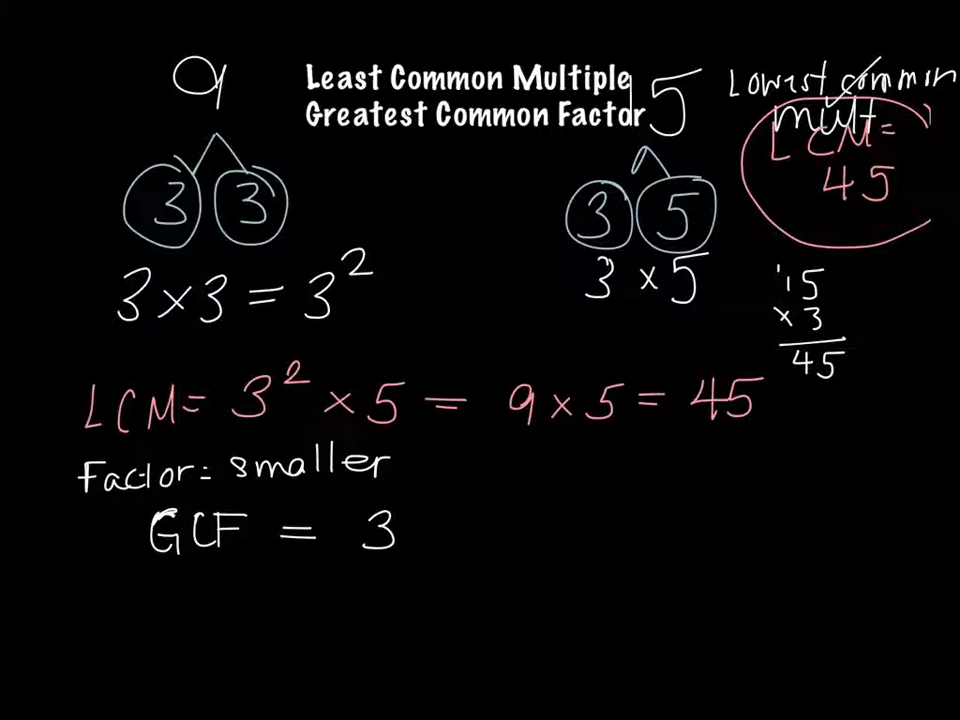 9
Least Common Multiple
Greatest Common Factor
15
Lowest common
mult
LCM=
45
3 3
3 5
3 x 3 = 3²
3 x 5
15
x 3
45
LCM= 3² x 5 = 9 x 5 = 45
Factor= smaller
GCF = 3